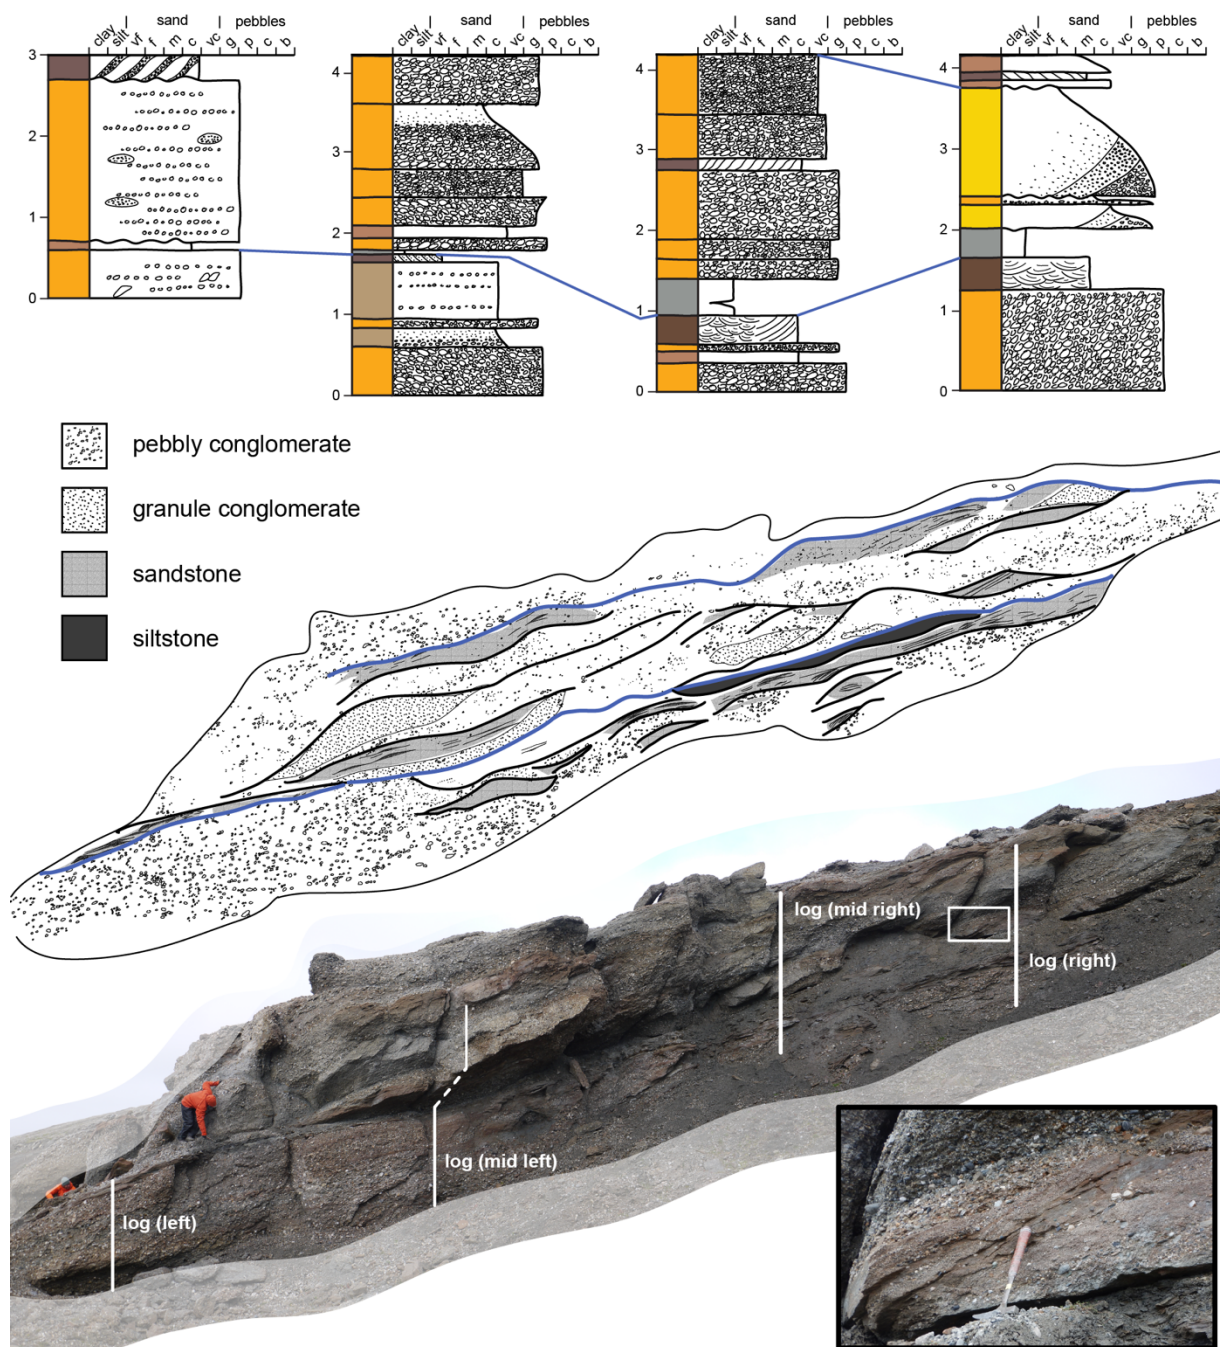 sand pebbles
clay silt vf f m c vc g p c b
3
2
1
0
sand pebbles
clay silt vf f m c vc g p c b
4
3
2
1
0
sand pebbles
clay silt vf f m c vc g p c b
4
3
2
1
0
sand pebbles
clay silt vf f m c vc g p c b
4
3
2
1
0
pebbly conglomerate
granule conglomerate
sandstone
siltstone
log (mid right)
log (right)
log (mid left)
log (left)